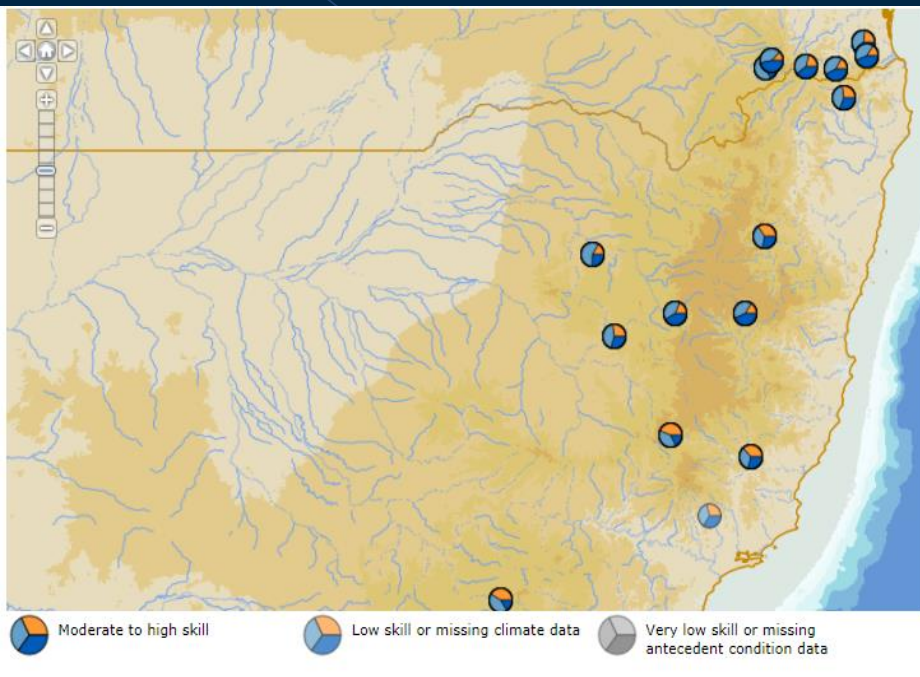 Moderate to high skill
Low skill or missing climate data
Very low skill or missing
antecedent condition data